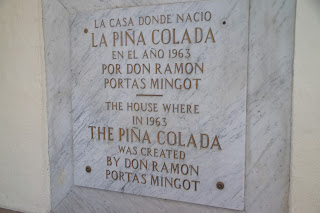 LA CASA DONDE NACIO
LA PIÑA COLADA
EN EL AÑO 1963
POR DON RAMON
PORTAS MINGOT
THE HOUSE WHERE
IN 1963
THE PIÑA COLADA
WAS CREATED
BY DON RAMON
PORTAS MINGOT